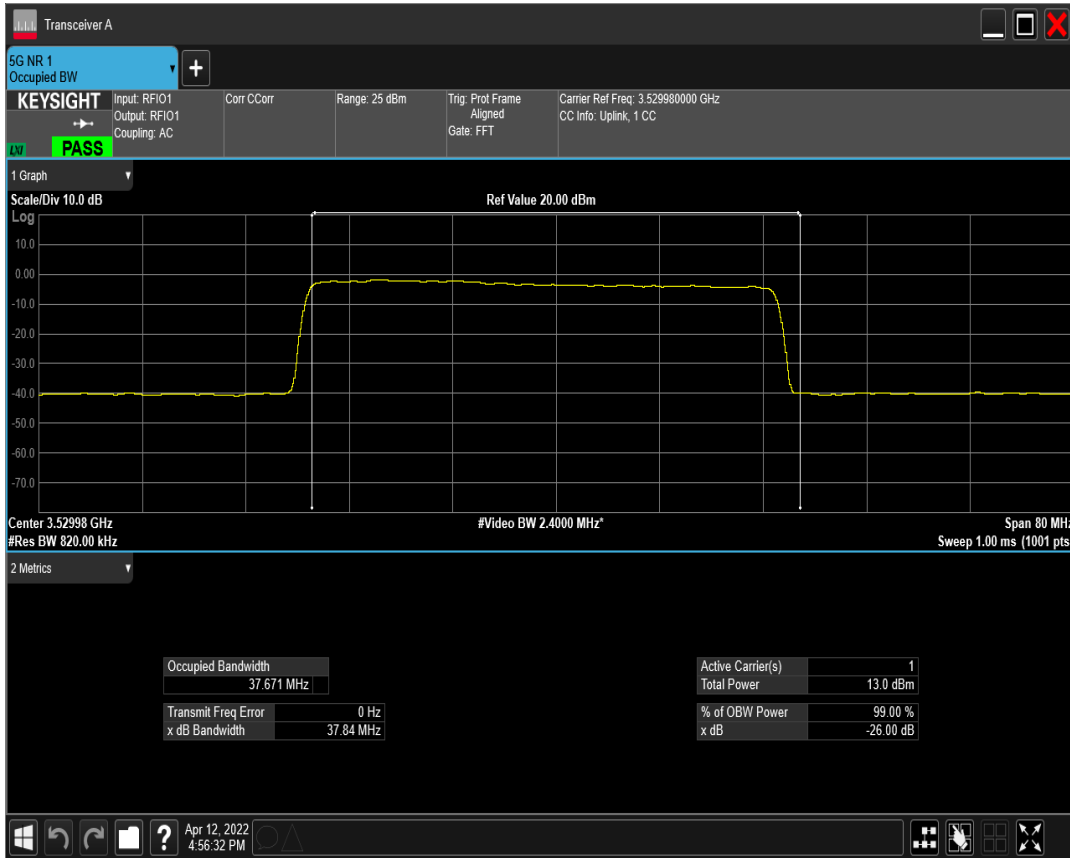 Transceiver A
5G NR 1
Occupied BW
KEYSIGHT
LXI
PASS
Input: RFIO1
Output: RFIO1
Coupling: AC
Corr CCorr
Range: 25 dBm
Trig: Prot Frame
Aligned
Gate: FFT
Carrier Ref Freq: 3.529980000 GHz
CC Info: Uplink, 1 CC
1 Graph
Scale/Div 10.0 dB
Ref Value 20.00 dBm
Log
10.0
0.00
-10.0
-20.0
-30.0
-40.0
-50.0
-60.0
-70.0
Center 3.52998 GHz
#Video BW 2.4000 MHz*
Span 80 MHz
#Res BW 820.00 kHz
Sweep 1.00 ms (1001 pts
2 Metrics
Occupied Bandwidth
37.671 MHz
Transmit Freq Error 0 Hz
x dB Bandwidth 37.84 MHz
Active Carrier(s) 1
Total Power 13.0 dBm
% of OBW Power 99.00 %
x dB -26.00 dB
?
Apr 12, 2022
4:56:32 PM